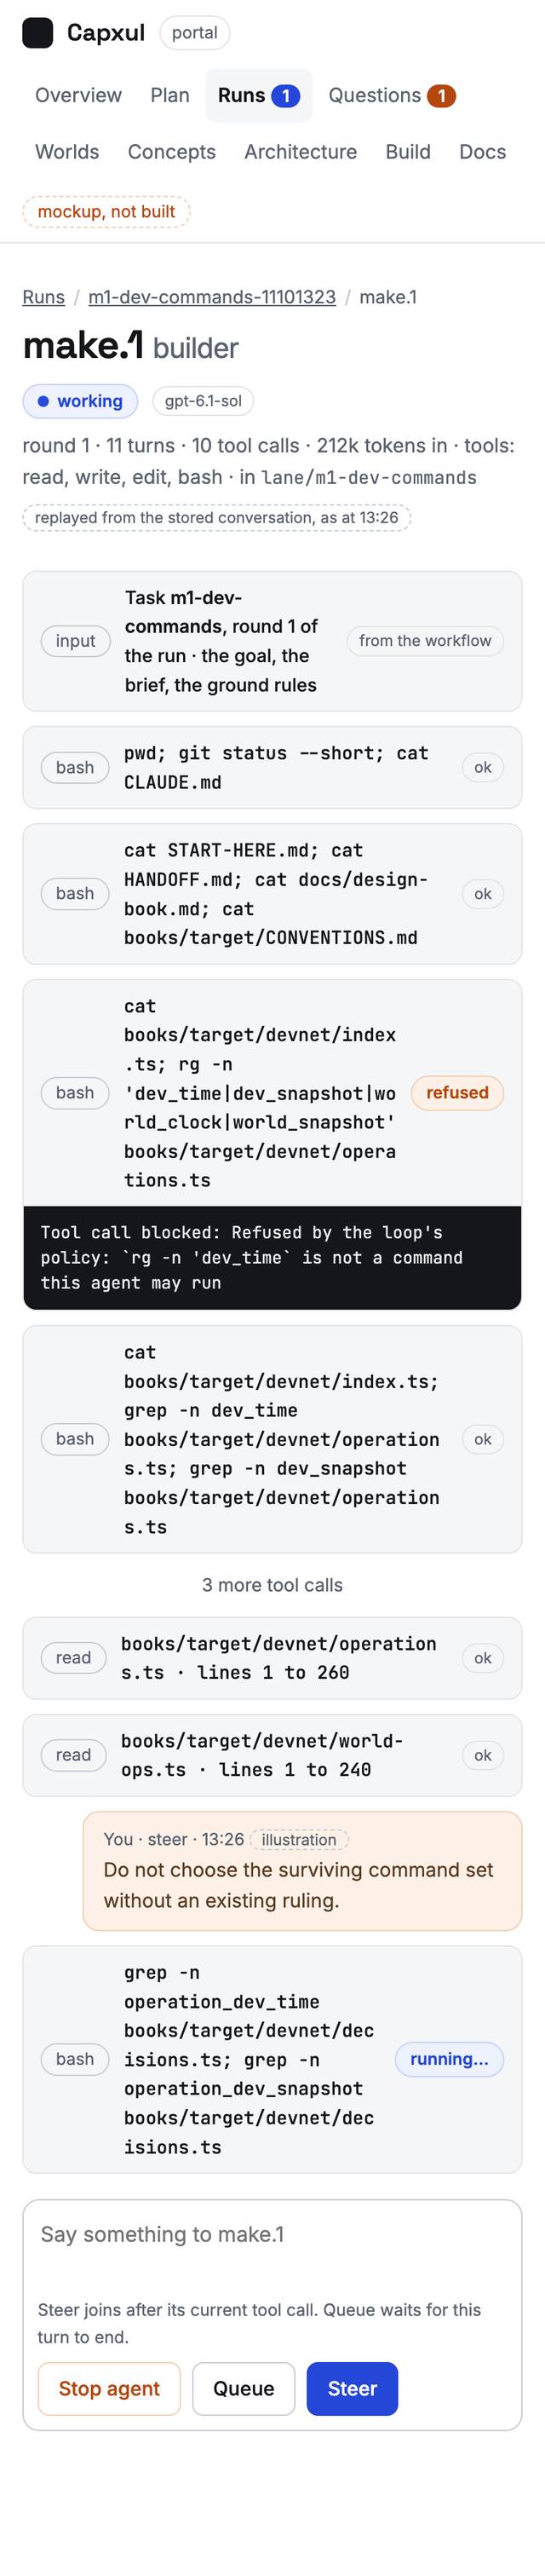 Capxul portal
Overview Plan Runs 1 Questions 1
Worlds Concepts Architecture Build Docs
mockup, not built
Runs / m1-dev-commands-11101323 / make.1
make.1 builder
working gpt-6.1-sol
round 1 · 11 turns · 10 tool calls · 212k tokens in · tools:
read, write, edit, bash · in lane/m1-dev-commands
replayed from the stored conversation, as at 13:26
input
Task m1-dev-
commands, round 1 of
the run · the goal, the
brief, the ground rules
from the workflow
bash
pwd; git status --short; cat
CLAUDE.md
ok
bash
cat START-HERE.md; cat
HANDOFF.md; cat docs/design-
book.md; cat
books/target/CONVENTIONS.md
ok
bash
cat
books/target/devnet/index
.ts; rg -n
'dev_time|dev_snapshot|wo
rld_clock|world_snapshot'
books/target/devnet/opera
tions.ts
refused
Tool call blocked: Refused by the loop's
policy: `rg -n 'dev_time` is not a command
this agent may run
bash
cat
books/target/devnet/index.ts;
grep -n dev_time
books/target/devnet/operation
s.ts; grep -n dev_snapshot
books/target/devnet/operation
s.ts
ok
3 more tool calls
read
books/target/devnet/operation
s.ts · lines 1 to 260
ok
read
books/target/devnet/world-
ops.ts · lines 1 to 240
ok
You · steer · 13:26 illustration
Do not choose the surviving command set
without an existing ruling.
bash
grep -n
operation_dev_time
books/target/devnet/dec
isions.ts; grep -n
operation_dev_snapshot
books/target/devnet/dec
isions.ts
running…
Say something to make.1
Steer joins after its current tool call. Queue waits for this
turn to end.
Stop agent Queue Steer